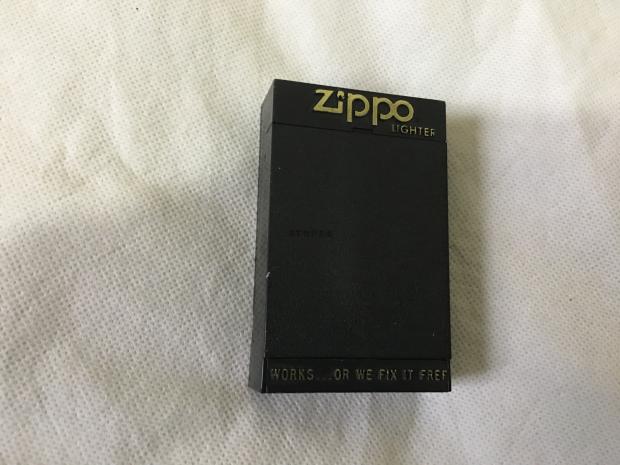 Zippo
LIGHTER
WORKS...OR WE FIX IT FREE